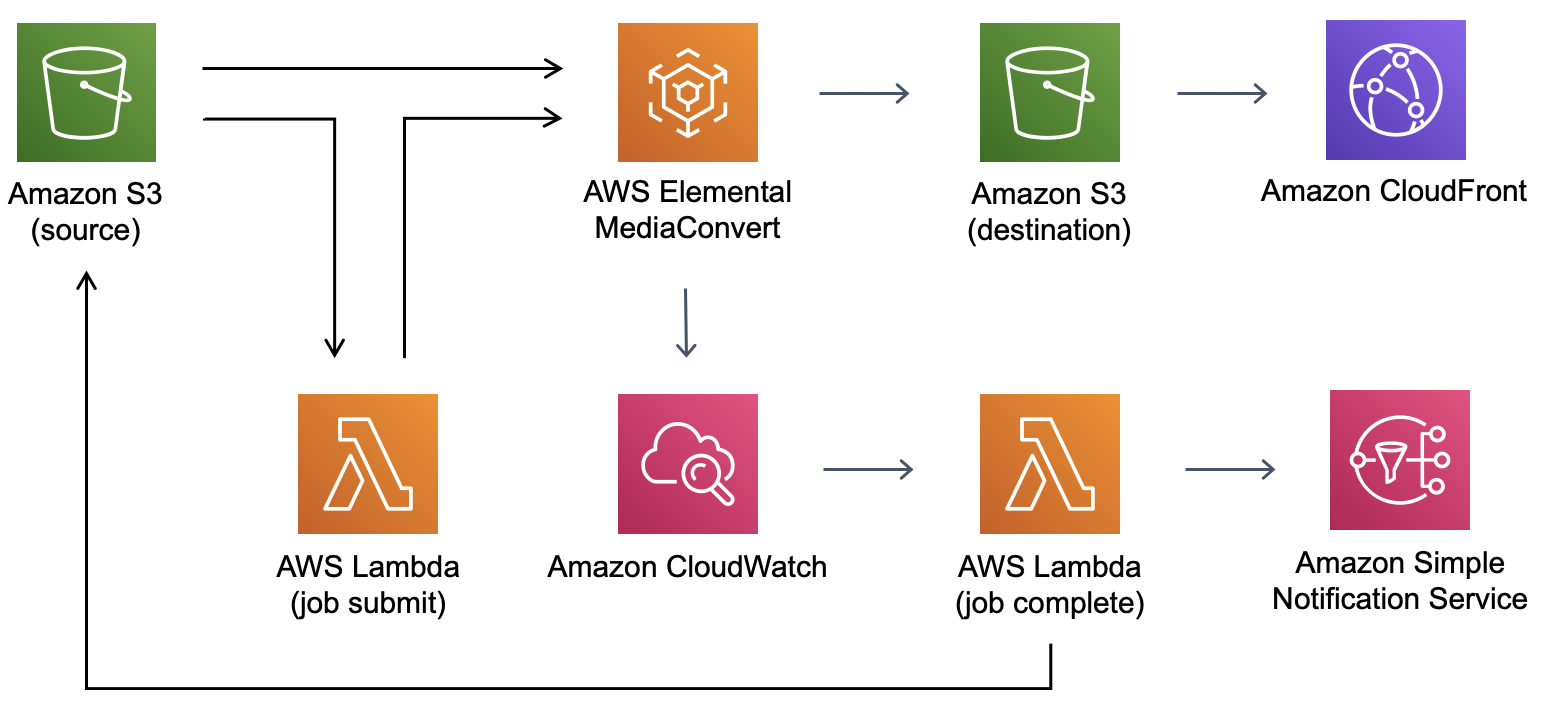 Amazon S3
(source)
AWS Elemental
MediaConvert
Amazon S3
(destination)
Amazon CloudFront
AWS Lambda
(job submit)
Amazon CloudWatch
AWS Lambda
(job complete)
Amazon Simple
Notification Service